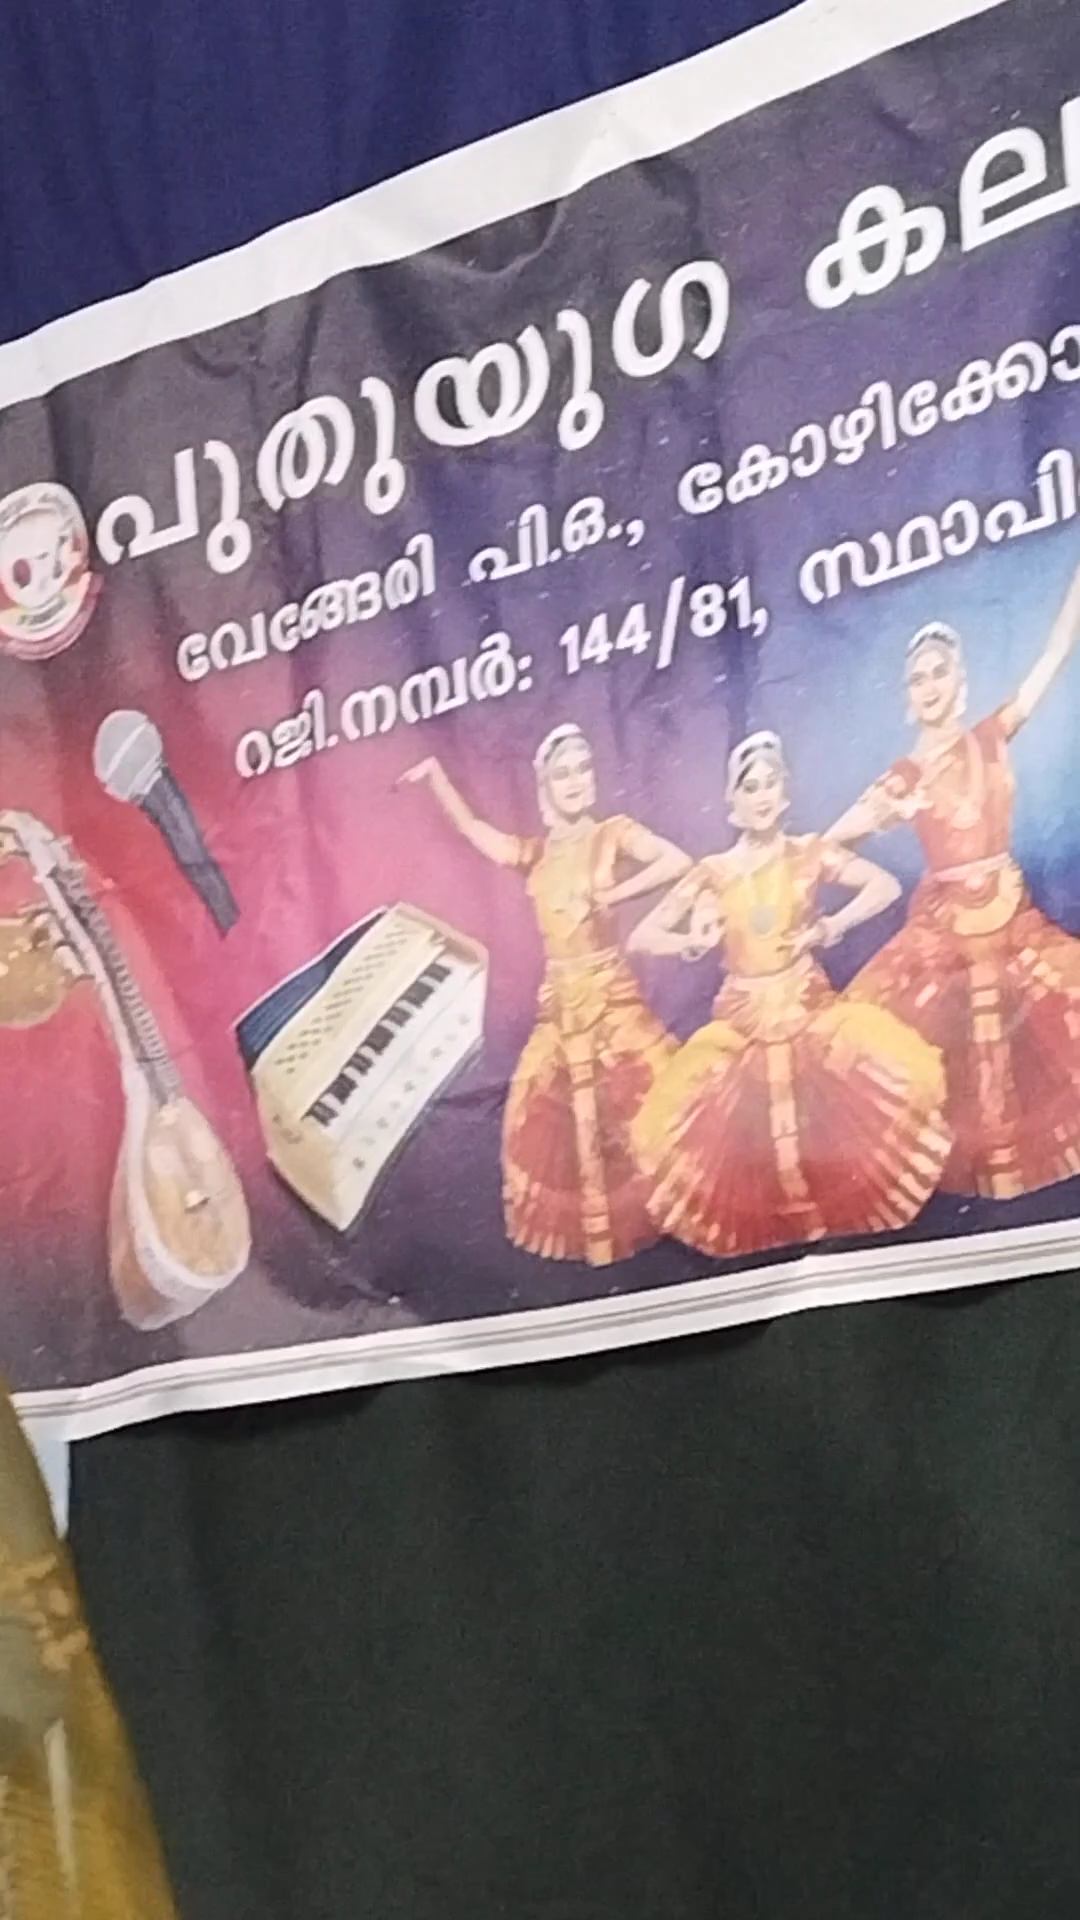 പുതുയുഗ കല
വേങ്ങേരി പി.ഒ., കോഴിക്കോ
റജി.നമ്പർ: 144/81, സ്ഥാപി